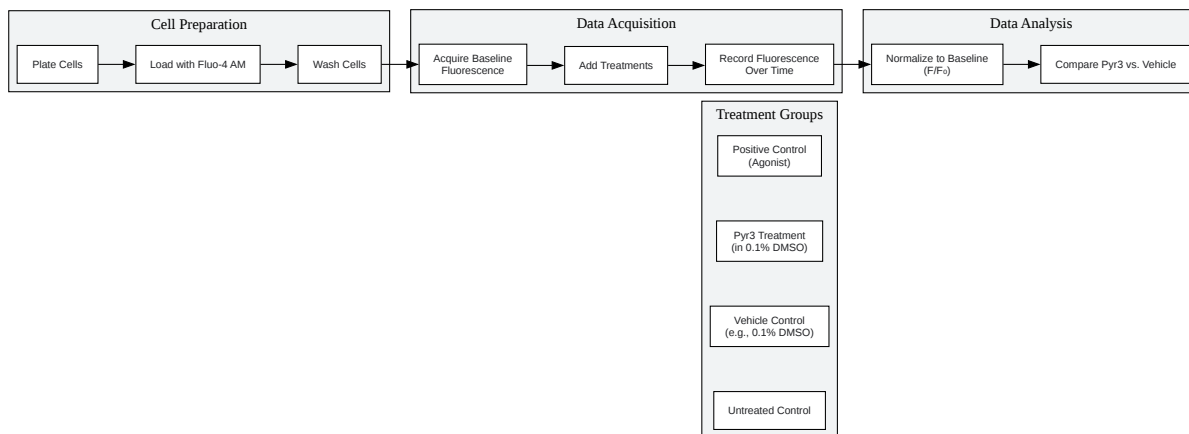 Cell Preparation
Plate Cells
Load with Fluo-4 AM
Wash Cells
Data Acquisition
Acquire Baseline
Fluorescence
Add Treatments
Record Fluorescence
Over Time
Data Analysis
Normalize to Baseline
(F/F₀)
Compare Pyr3 vs. Vehicle
Treatment Groups
Positive Control
(Agonist)
Pyr3 Treatment
(in 0.1% DMSO)
Vehicle Control
(e.g., 0.1% DMSO)
Untreated Control